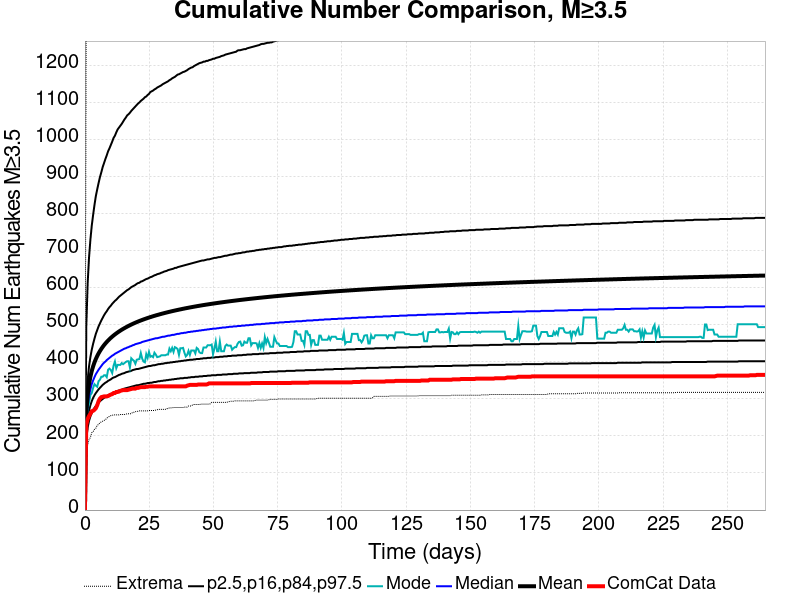 Cumulative Number Comparison, M≥3.5
Cumulative Num Earthquakes M≥3.5
1200
1100
1000
900
800
700
600
500
400
300
200
100
0
0 25 50 75 100 125 150 175 200 225 250
Time (days)
Extrema p2.5,p16,p84,p97.5 Mode Median Mean ComCat Data